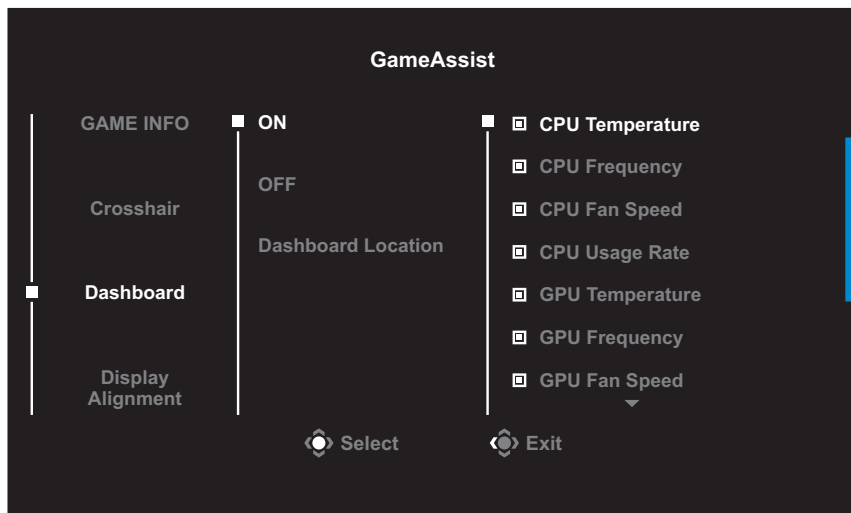 GameAssist
GAME INFO
Crosshair
Dashboard
Display
Alignment
ON
OFF
Dashboard Location
CPU Temperature
CPU Frequency
CPU Fan Speed
CPU Usage Rate
GPU Temperature
GPU Frequency
GPU Fan Speed
Select
Exit